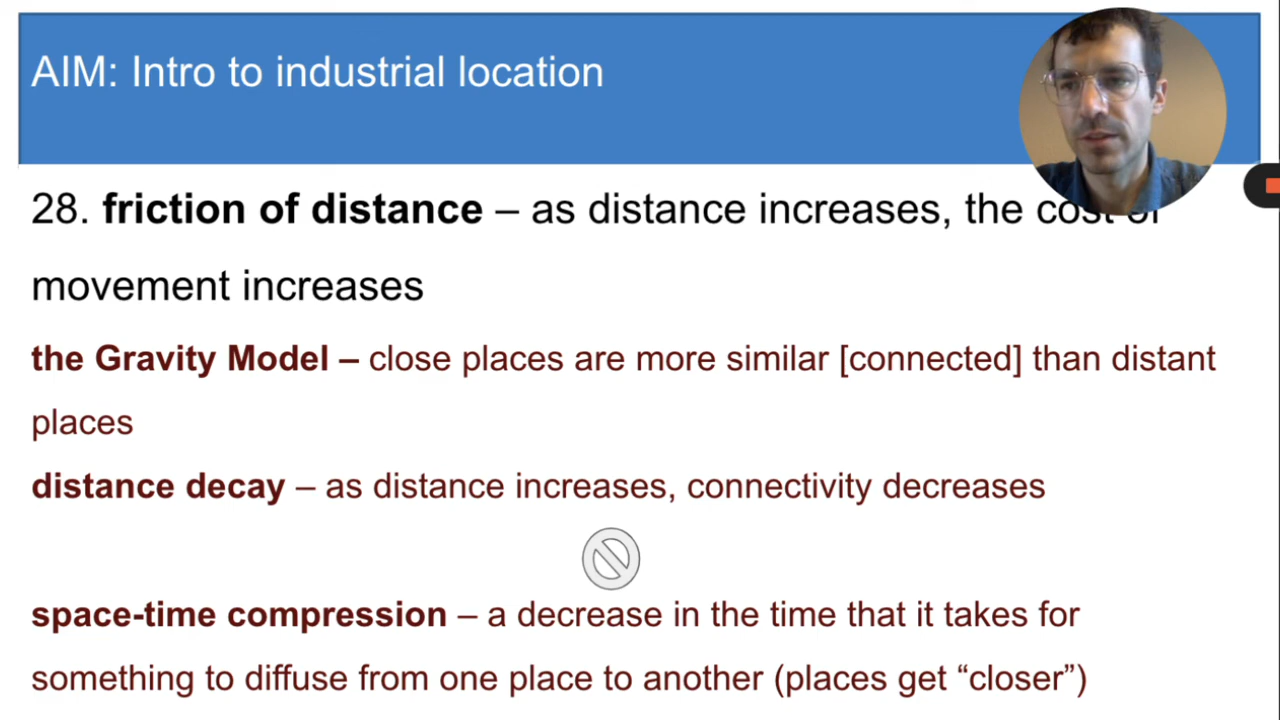 AIM: Intro to industrial location
28. friction of distance – as distance increases, the cost of
movement increases
the Gravity Model – close places are more similar [connected] than distant
places
distance decay – as distance increases, connectivity decreases
space-time compression – a decrease in the time that it takes for
something to diffuse from one place to another (places get “closer”)